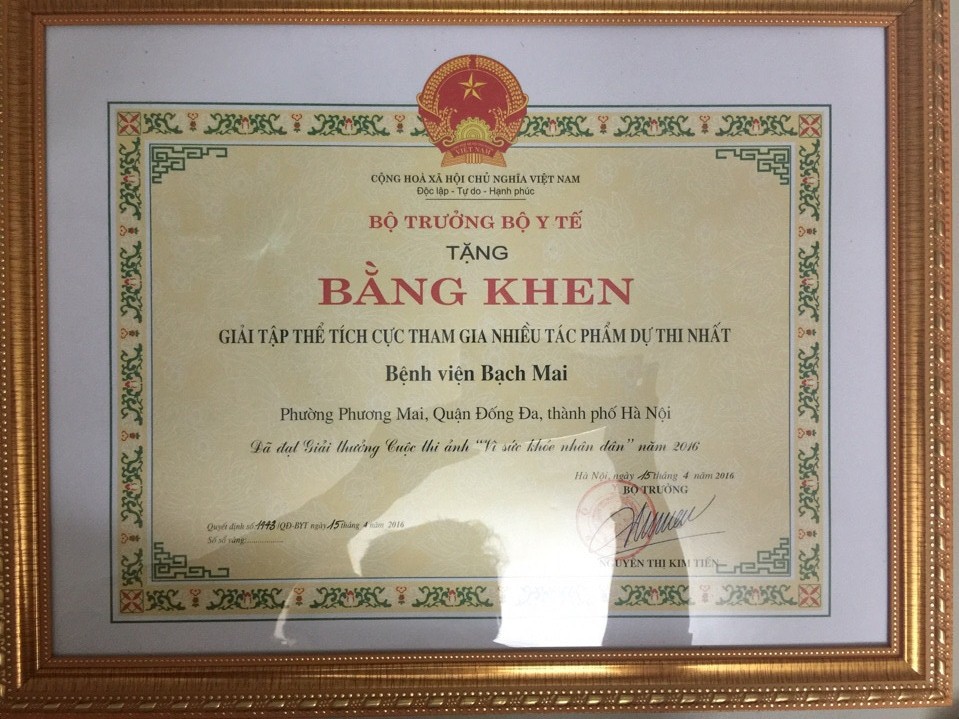 VIỆT NAM
CỘNG HOÀ XÃ HỘI CHỦ NGHĨA VIỆT NAM
Độc lập - Tự do - Hạnh phúc
BỘ TRƯỞNG BỘ Y TẾ
TẶNG
BẰNG KHEN
GIẢI TẬP THỂ TÍCH CỰC THAM GIA NHIỀU TÁC PHẨM DỰ THI NHẤT
Bệnh viện Bạch Mai
Phường Phương Mai, Quận Đống Đa, thành phố Hà Nội
Đã đạt Giải thưởng Cuộc thi ảnh "Vì sức khỏe nhân dân" năm 2016
Hà Nội, ngày 15 tháng 4 năm 2016
BỘ TRƯỞNG
Quyết định số 1443/QĐ-BYT ngày 15 tháng 4 năm 2016
Số sổ vàng:................
NGUYỄN THỊ KIM TIẾN